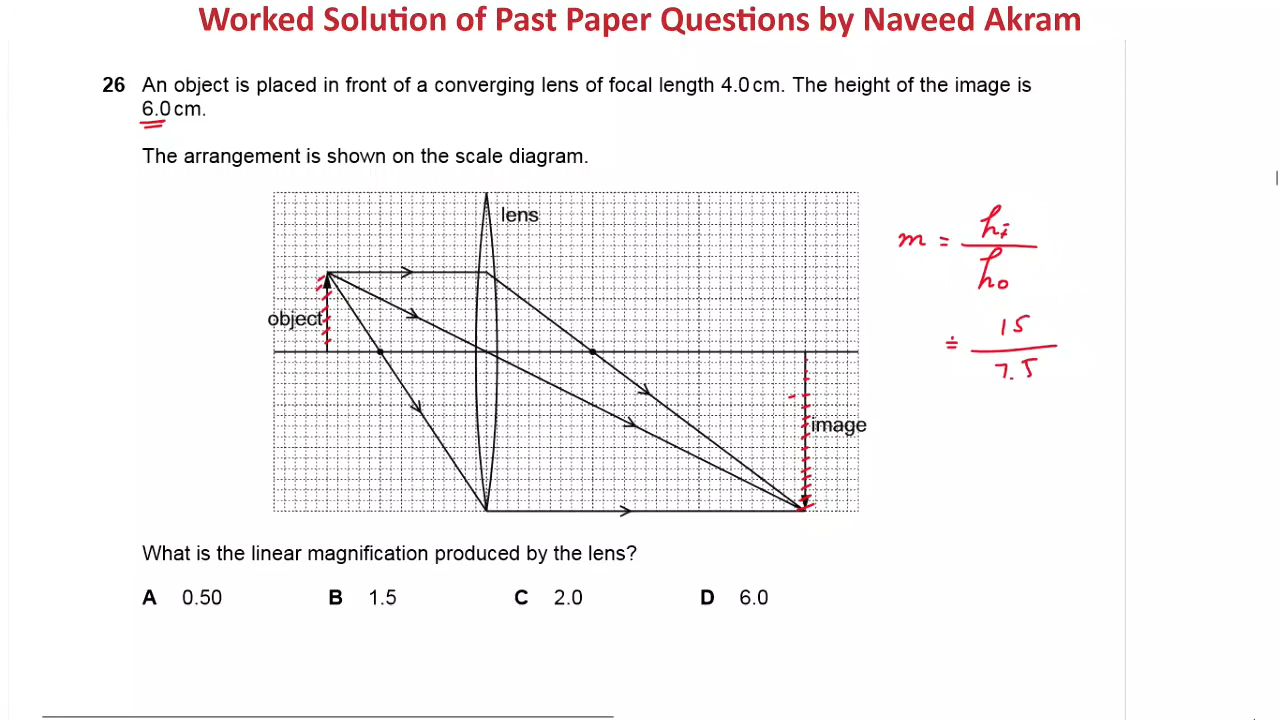 Worked Solution of Past Paper Questions by Naveed Akram
26 An object is placed in front of a converging lens of focal length 4.0 cm. The height of the image is
6.0 cm.
The arrangement is shown on the scale diagram.
lens
object
image
m = hi
ho
= 15
7.5
What is the linear magnification produced by the lens?
A 0.50 B 1.5 C 2.0 D 6.0